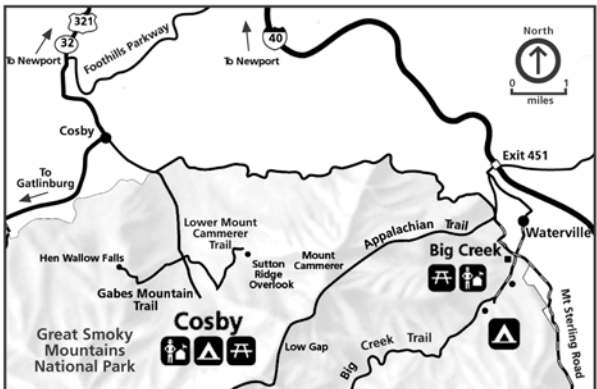 321
32
To Newport
Foothills Parkway
40
To Newport
North
0 1
miles
Cosby
Exit 451
To
Gatlinburg
Lower Mount
Cammerer
Trail
Appalachian Trail
Waterville
Hen Wallow Falls
Sutton
Ridge
Overlook
Mount
Cammerer
Big Creek
Gabes Mountain
Trail
Cosby
Great Smoky
Mountains
National Park
Low Gap
Big Creek Trail
Mt Sterling Road